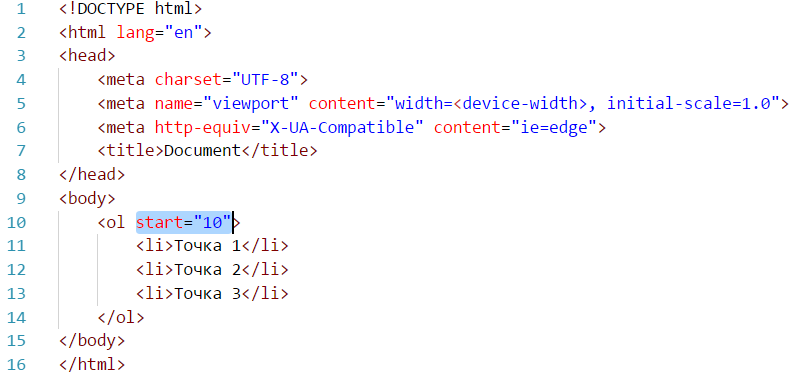 1 <!DOCTYPE html>
2 <html lang="en">
3 <head>
4 <meta charset="UTF-8">
5 <meta name="viewport" content="width=<device-width>, initial-scale=1.0">
6 <meta http-equiv="X-UA-Compatible" content="ie=edge">
7 <title>Document</title>
8 </head>
9 <body>
10 <ol start="10">
11 <li>Точка 1</li>
12 <li>Точка 2</li>
13 <li>Точка 3</li>
14 </ol>
15 </body>
16 </html>